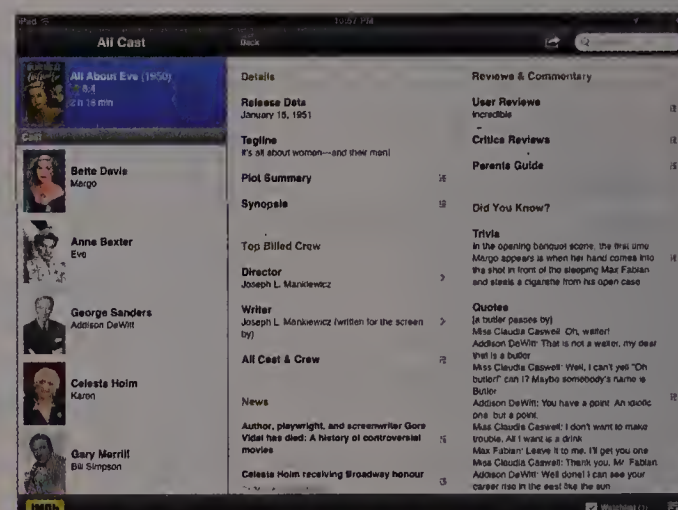 iPad
10:57 PM
All Cast
Back
All About Eve (1950)
8.4
2 h 18 min
Cast
Bette Davis
Margo
Anne Baxter
Eve
George Sanders
Addison DeWitt
Celeste Holm
Karen
Gary Merrill
Bill Simpson
IMDb
Details
Release Date
January 15, 1951
Tagline
It's all about women—and their men!
Plot Summary
Synopsis
Top Billed Crew
Director
Joseph L. Mankiewicz
Writer
Joseph L. Mankiewicz (written for the screen
by)
All Cast & Crew
News
Author, playwright, and screenwriter Gore
Vidal has died: A history of controversial
movies
Celeste Holm receiving Broadway honour
Reviews & Commentary
User Reviews
Incredible
Critics Reviews
Parents Guide
Did You Know?
Trivia
In the opening banquet scene, the first time
Margo appears is when her hand comes into
the shot in front of the sleeping Max Fabian
and steals a cigarette from his open case
Quotes
[a butler passes by]
Miss Claudia Caswell: Oh, waiter!
Addison DeWitt: That is not a waiter, my dear
that is a butler
Miss Claudia Caswell: Well, I can't yell "Oh
butler!" can I? Maybe somebody's name is
Butler
Addison DeWitt: You have a point. An idiotic
one, but a point.
Miss Claudia Caswell: I don't want to make
trouble. All I want is a drink
Max Fabian: Leave it to me. I'll get you one
Miss Claudia Caswell: Thank you, Mr. Fabian
Addison DeWitt: Well done! I can see your
career rise in the east like the sun
Watchlist